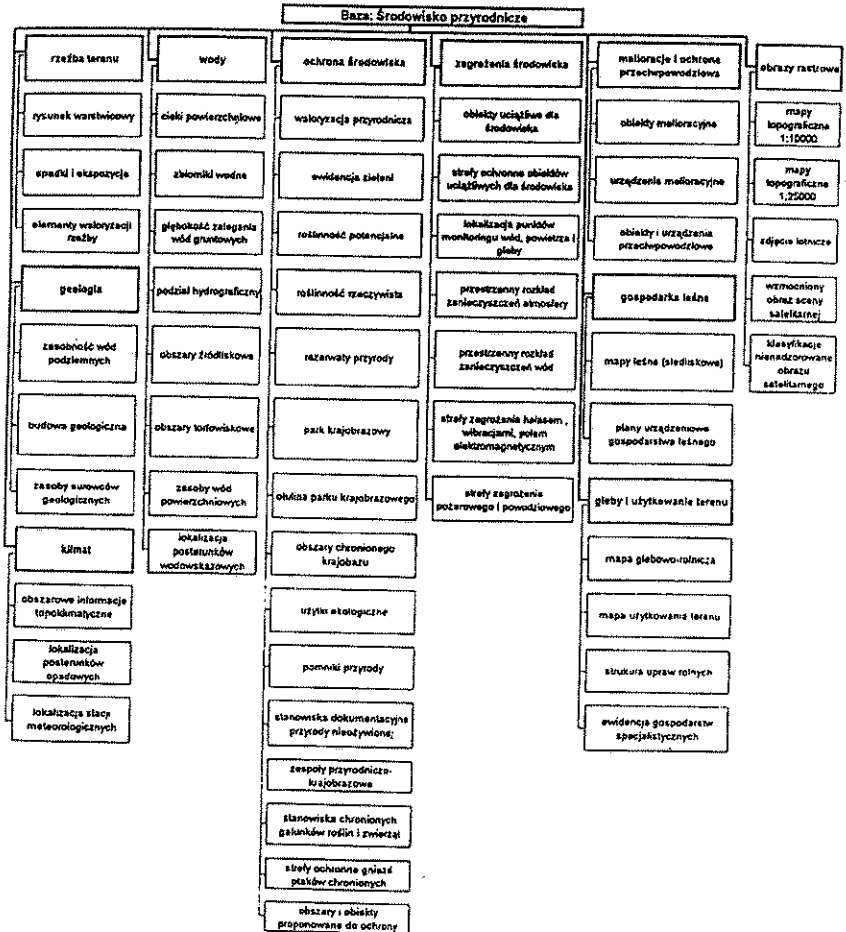 Baza: Środowisko przyrodnicze
rzeźba terenu
rysunek warstwicowy
spadki i ekspozycje
elementy waloryzacji
rzeźby
geologia
zasobność wód
podziemnych
budowa geologiczna
zasoby surowców
geologicznych
klimat
obszarowe informacje
topoklimatyczne
lokalizacja
posterunków
opadowych
lokalizacja stacji
meteorologicznych
wody
cieki powierzchniowe
zbiorniki wodne
głębokość zalegania
wód gruntowych
podział hydrograficzny
obszary źródliskowe
obszary torfowiskowe
zasoby wód
powierzchniowych
lokalizacja
posterunków
wodowskazowych
ochrona środowiska
waloryzacja przyrodnicza
ewidencja zieleni
roślinność potencjalna
roślinność rzeczywista
rezerwaty przyrody
park krajobrazowy
otulina parku krajobrazowego
obszary chronionego
krajobazu
użytki ekologiczne
pomniki przyrody
stanowiska dokumentacyjne
przyrody nieożywionej
zespoły przyrodniczo-
krajobrazowe
stanowiska chronionych
gatunków roślin i zwierząt
strefy ochronne gniazd
ptaków chronionych
obszary i obiekty
proponowane do ochrony
zagrożenia środowiska
obiekty uciążliwe dla
środowiska
strefy ochronne obiektów
uciążliwych dla środowiska
lokalizacja punktów
monitoringu wód, powietrza i
gleby
przestrzenny rozkład
zanieczyszczeń atmosfery
przestrzenny rozkład
zanieczyszczeń wód
strefy zagrożenia hałasem,
wibracjami, polem
elektromagnetycznym
strefy zagrożenia
pożarowego i powodziowego
melioracje i ochrona
przeciwpowodziowa
obiekty melioracyjne
urządzenia melioracyjne
obiekty i urządzenia
przeciwpowodziowe
gospodarka leśna
mapy leśne (siedliskowe)
plany urządzeniowe
gospodarstwa leśnego
gleby i użytkowanie terenu
mapa glebowo-rolnicza
mapa użytkowania terenu
struktura upraw rolnych
ewidencja gospodarstw
specjalistycznych
obrazy rastrowe
mapy
topograficzne
1:10000
mapy
topograficzne
1:25000
zdjęcie lotnicze
wzmocniony
obraz sceny
satelitarnej
klasyfikacje
nienadzorowane
obrazu
satelitarnego